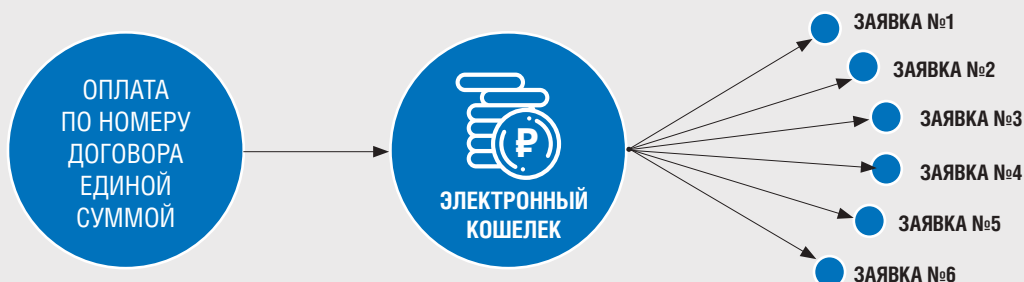 ОПЛАТА
ПО НОМЕРУ
ДОГОВОРА
ЕДИНОЙ
СУММОЙ
ЭЛЕКТРОННЫЙ
КОШЕЛЕК
ЗАЯВКА №1
ЗАЯВКА №2
ЗАЯВКА №3
ЗАЯВКА №4
ЗАЯВКА №5
ЗАЯВКА №6